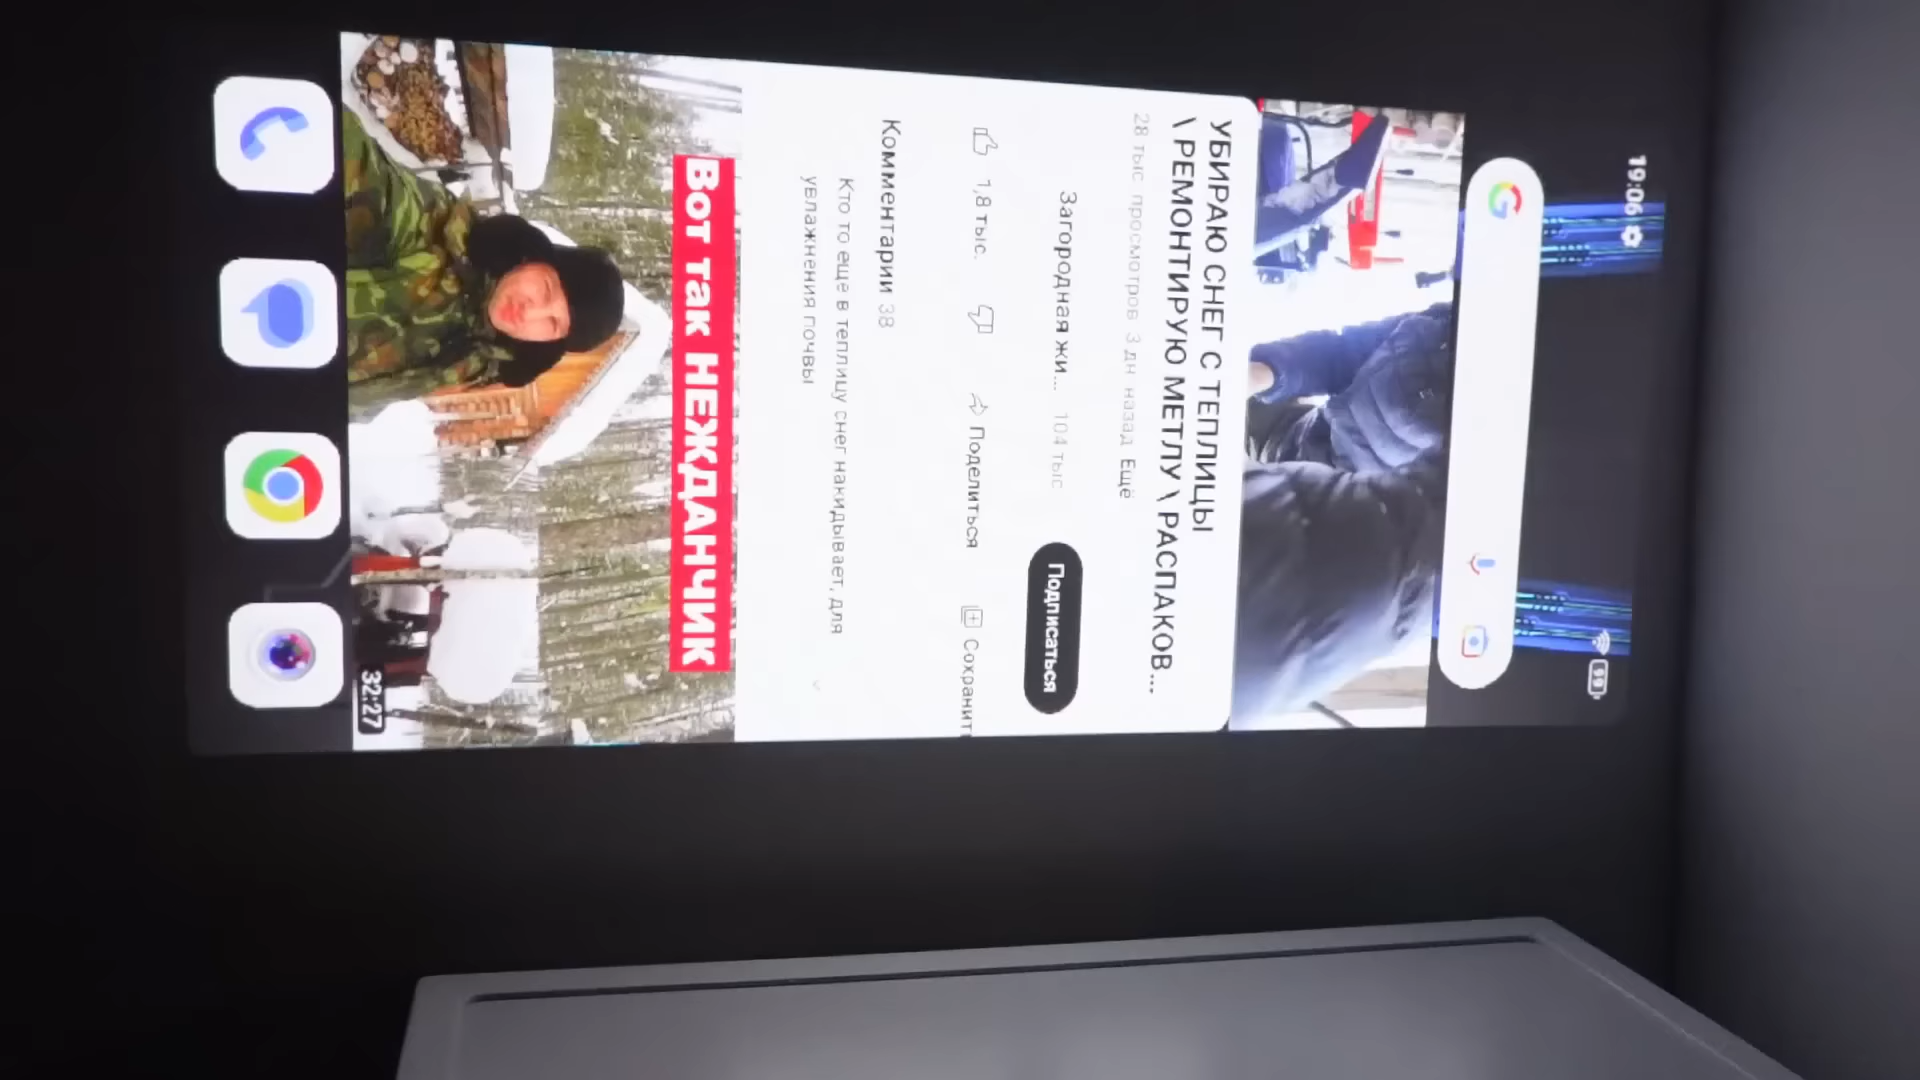 19:06
99
УБИРАЮ СНЕГ С ТЕПЛИЦЫ
\ РЕМОНТИРУЮ МЕТЛУ \ РАСПАКОВ...
28 тыс. просмотров 3 дн. назад Ещё
Загородная жи... 104 тыс.
Подписаться
1,8 тыс.
Поделиться
Сохранит
Комментарии 38
Кто то еще в теплицу снег накидывает, для
увлажнения почвы
Вот так НЕЖДАНЧИК
32:27